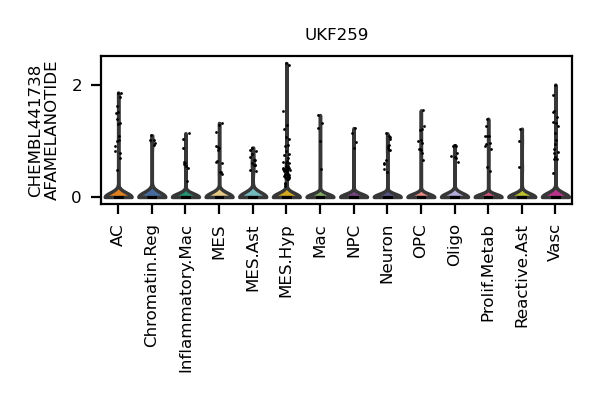 UKF259
CHEMBL441738
AFAMELANOTIDE
2
0
AC
Chromatin.Reg
Inflammatory.Mac
MES
MES.Ast
MES.Hyp
Mac
NPC
Neuron
OPC
Oligo
Prolif.Metab
Reactive.Ast
Vasc